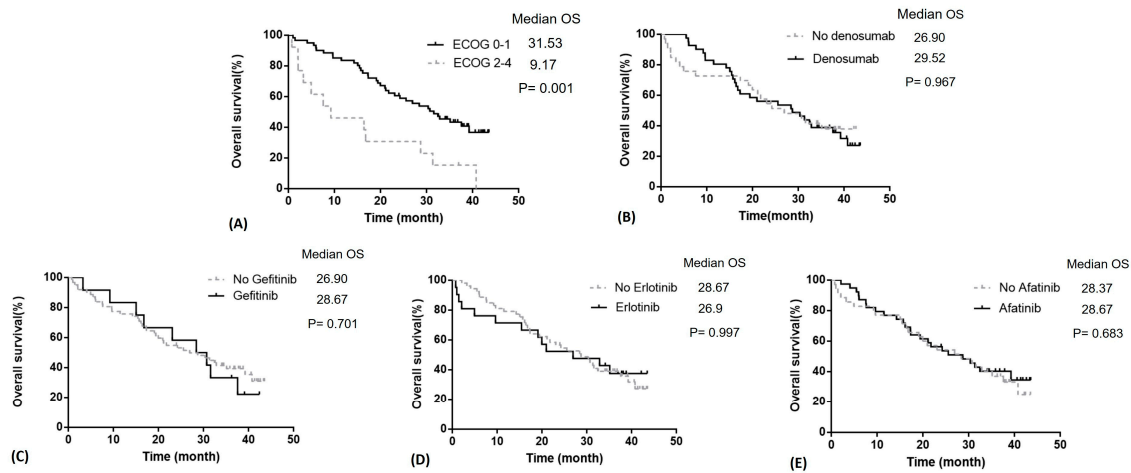 Median OS
ECOG 0-1 31.53
ECOG 2-4 9.17
P= 0.001
Overall survival(%)
100
80
60
40
20
0
0 10 20 30 40 50
Time (month)
(A)
Median OS
No denosumab 26.90
Denosumab 29.52
P= 0.967
Overall survival(%)
100
80
60
40
20
0
0 10 20 30 40 50
Time(month)
(B)
Median OS
No Gefitinib 26.90
Gefitinib 28.67
P= 0.701
Overall survival(%)
100
80
60
40
20
0
0 10 20 30 40 50
Time (month)
(C)
Median OS
No Erlotinib 28.67
Erlotinib 26.9
P= 0.997
Overall survival(%)
100
80
60
40
20
0
0 10 20 30 40 50
Time (month)
(D)
Median OS
No Afatinib 28.37
Afatinib 28.67
P= 0.683
Overall survival(%)
100
80
60
40
20
0
0 10 20 30 40 50
Time (month)
(E)